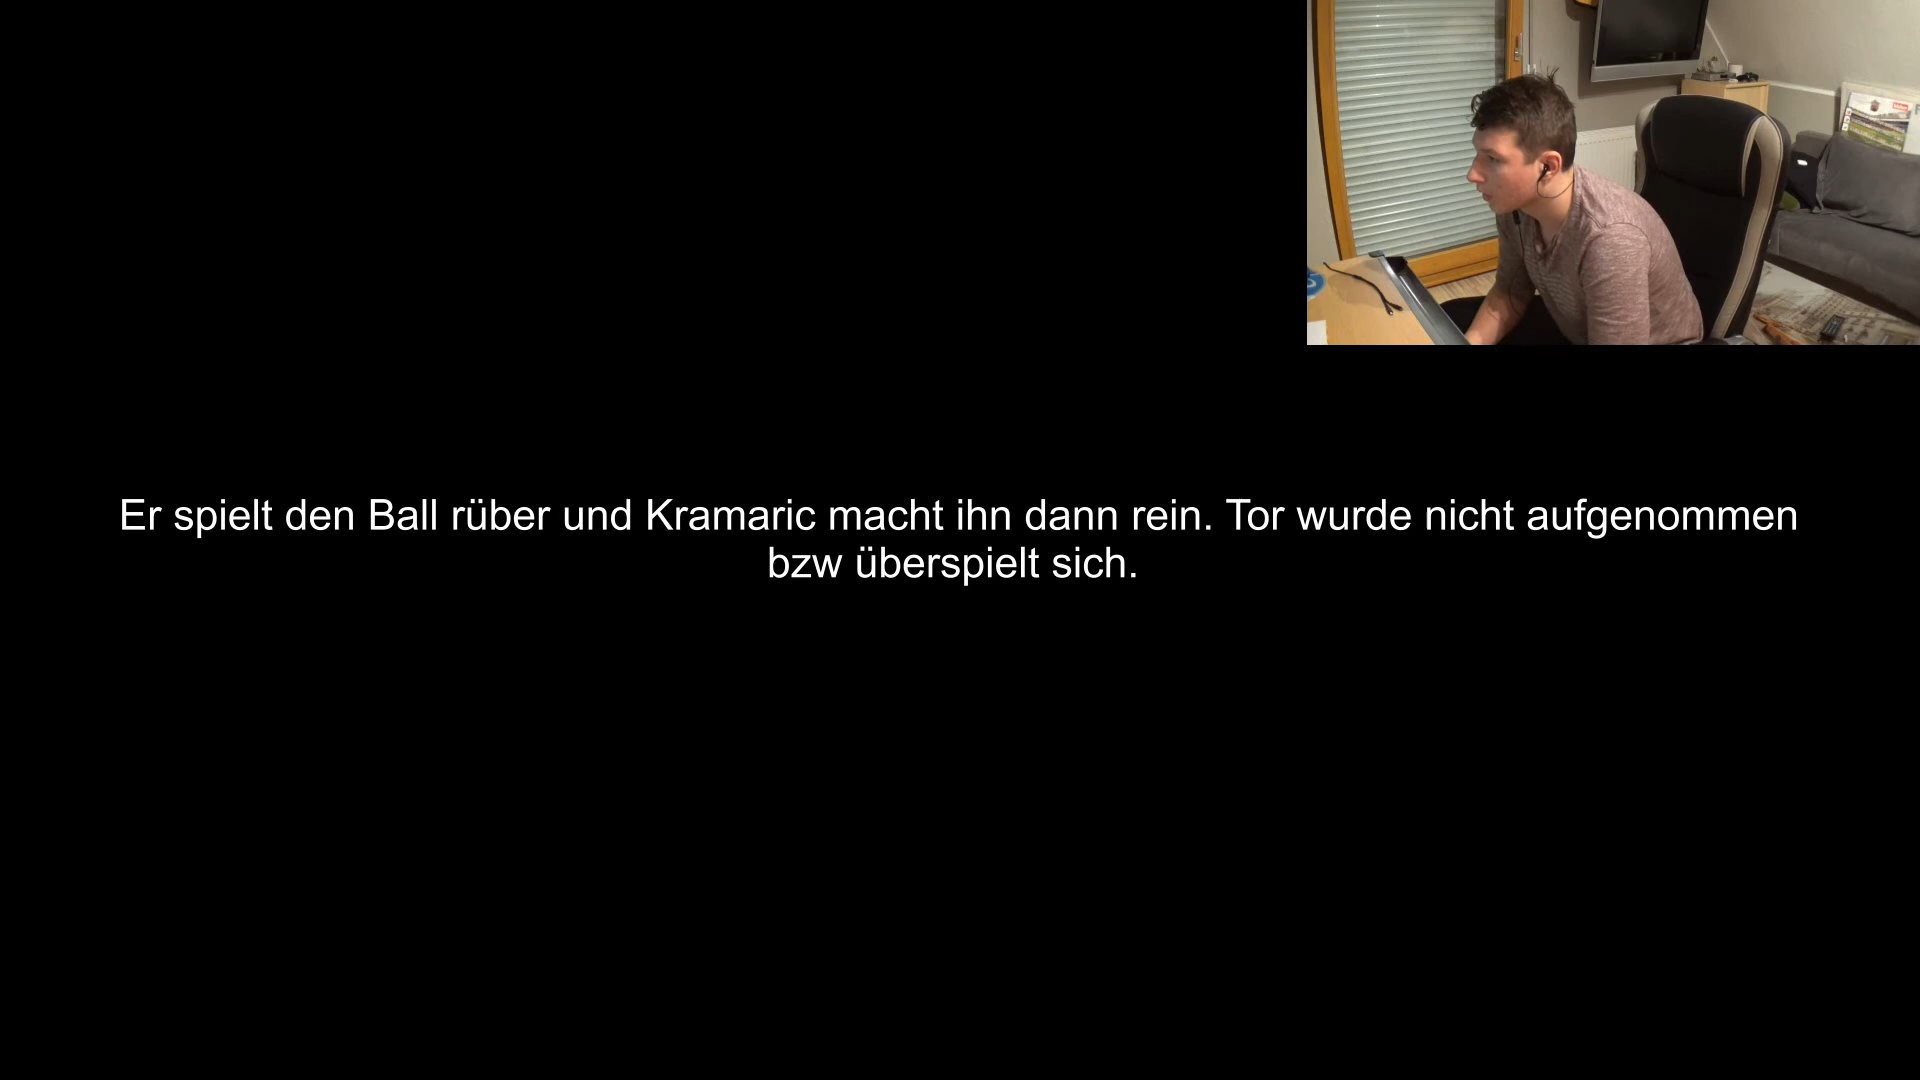 Er spielt den Ball rüber und Kramaric macht ihn dann rein. Tor wurde nicht aufgenommen
bzw überspielt sich.